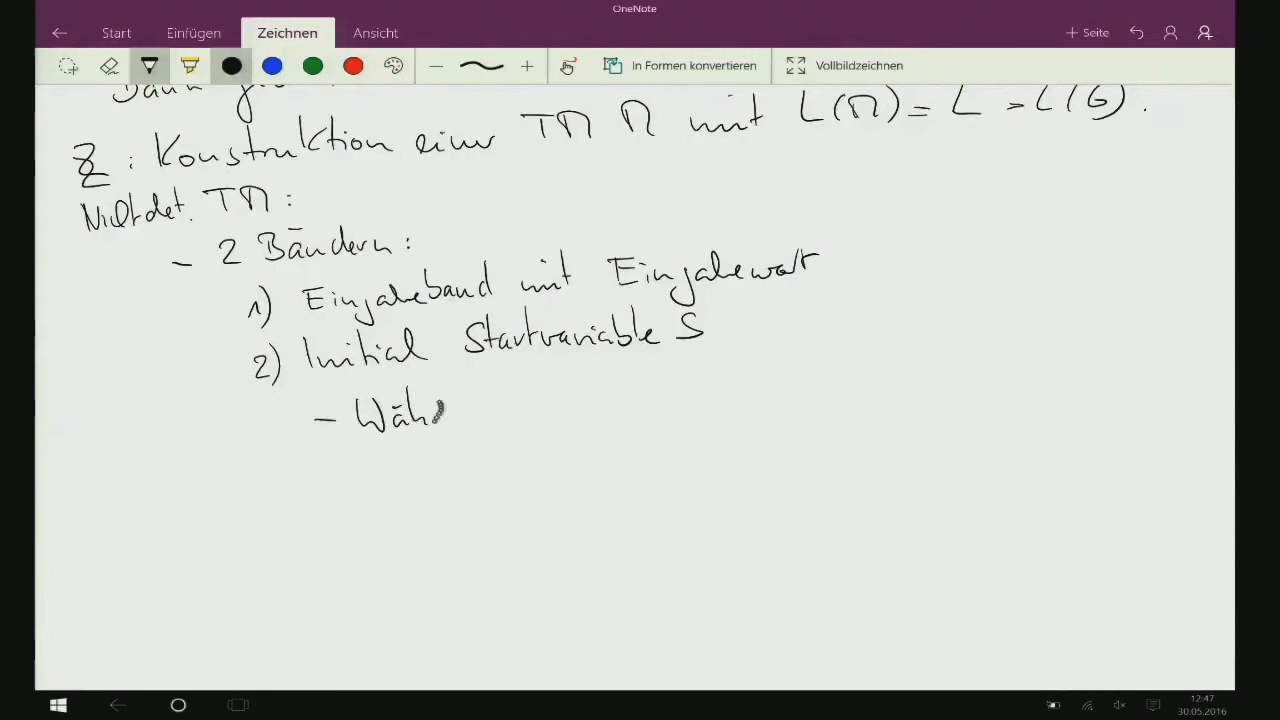 OneNote
Start Einfügen Zeichnen Ansicht + Seite
In Formen konvertieren Vollbildzeichnen
Dann
Z : Konstruktion einer TM M mit L(M) = L = L(G).
Nichtdet. TM :
- 2 Bändern :
1) Eingabeband mit Eingabewort
2) Initial Startvariable S
- Wäh
12:47
30.05.2016